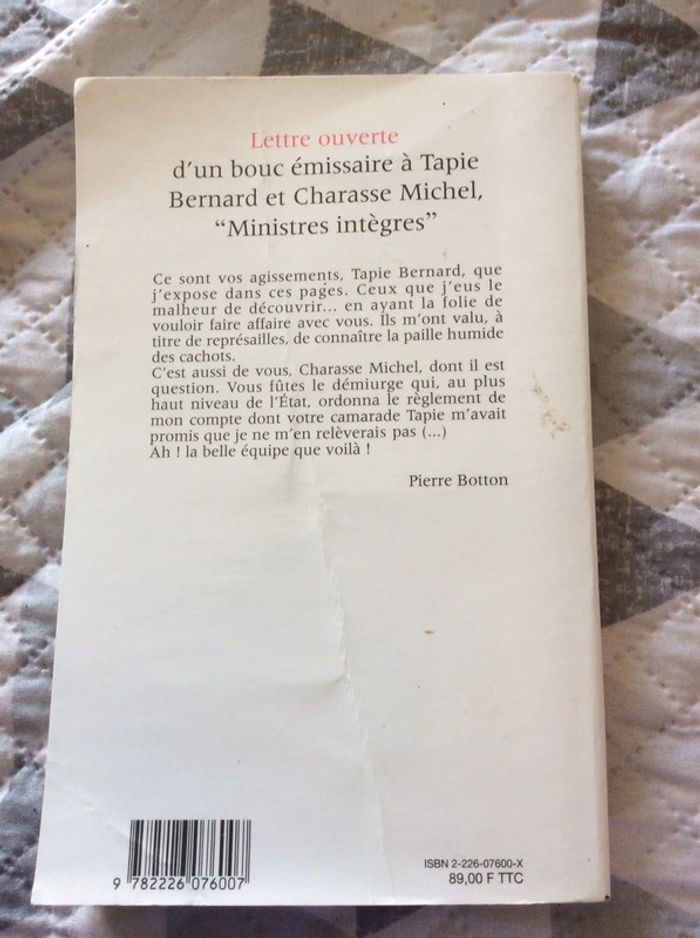 Lettre ouverte
d'un bouc émissaire à Tapie
Bernard et Charasse Michel,
“Ministres intègres”
Ce sont vos agissements, Tapie Bernard, que
j'expose dans ces pages. Ceux que j'eus le
malheur de découvrir... en ayant la folie de
vouloir faire affaire avec vous. Ils m'ont valu, à
titre de représailles, de connaître la paille humide
des cachots.
C'est aussi de vous, Charasse Michel, dont il est
question. Vous fûtes le démiurge qui, au plus
haut niveau de l'État, ordonna le règlement de
mon compte dont votre camarade Tapie m'avait
promis que je ne m'en relèverais pas (...)
Ah ! la belle équipe que voilà !
Pierre Botton
ISBN 2-226-07600-X
89,00 F TTC
9 782226 076007